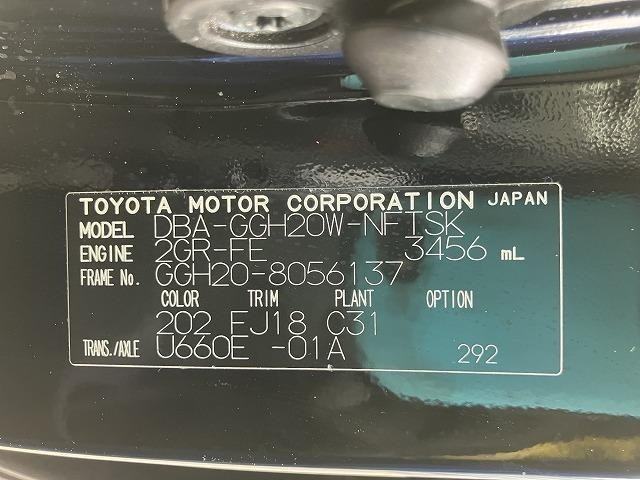 TOYOTA MOTOR CORPORATION JAPAN
MODEL DBA-GGH20W-NFTSK
ENGINE 2GR-FE 3456 mL
FRAME No. GGH20-8056137
COLOR TRIM PLANT OPTION
202 EJ18 C31
TRANS./AXLE U660E -01A 292